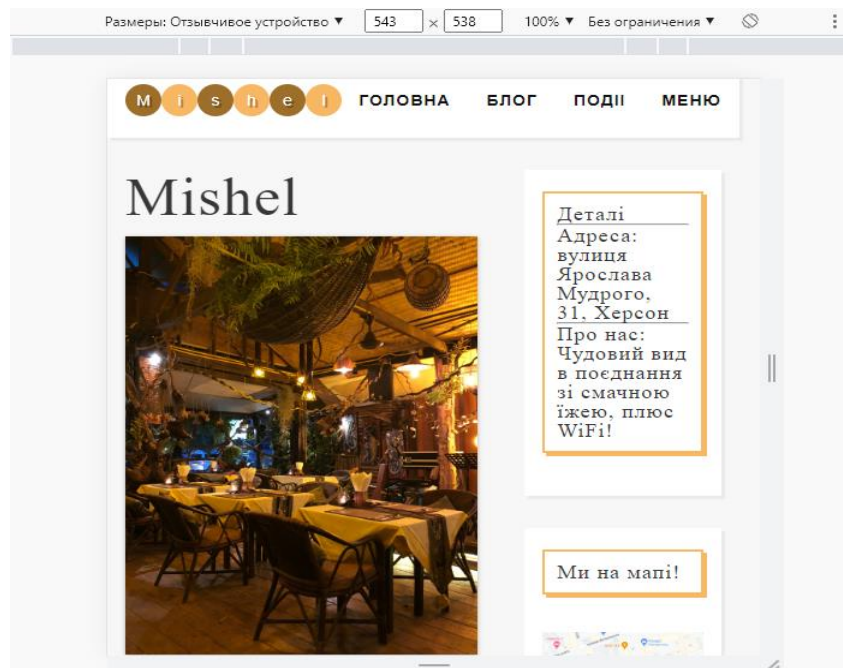 Размеры: Отзывчивое устройство ▼ 543 × 538 100% ▼ Без ограничения ▼
Mishel ГОЛОВНА БЛОГ ПОДІЇ МЕНЮ
Mishel
Деталі
Адреса:
вулиця
Ярослава
Мудрого,
31, Херсон
Про нас:
Чудовий вид
в поєднання
зі смачною
їжею, плюс
WiFi!
Ми на мапі!